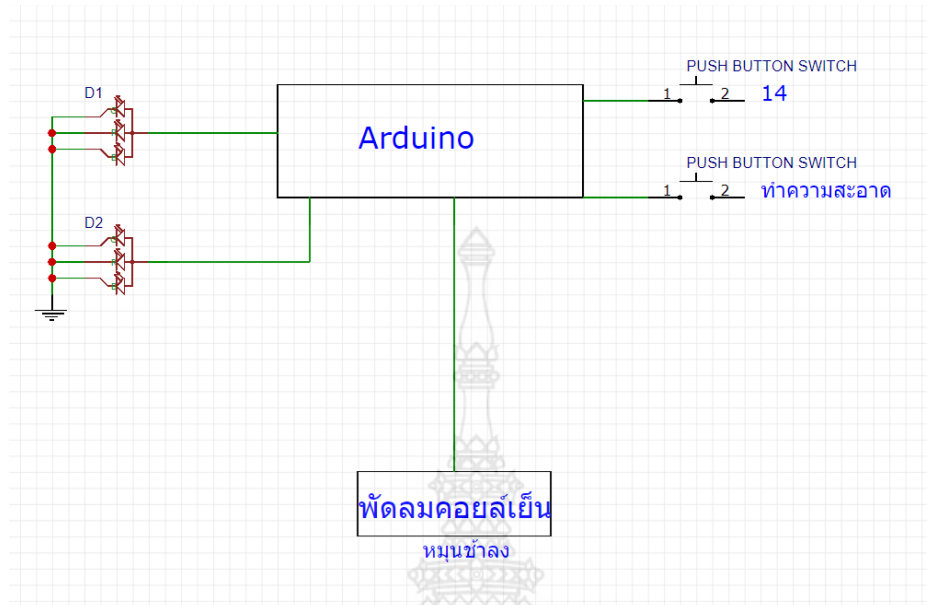 PUSH BUTTON SWITCH
1 2 14
D1
Arduino
PUSH BUTTON SWITCH
1 2 ทำความสะอาด
D2
พัดลมคอยล์เย็น
หมุนช้าลง